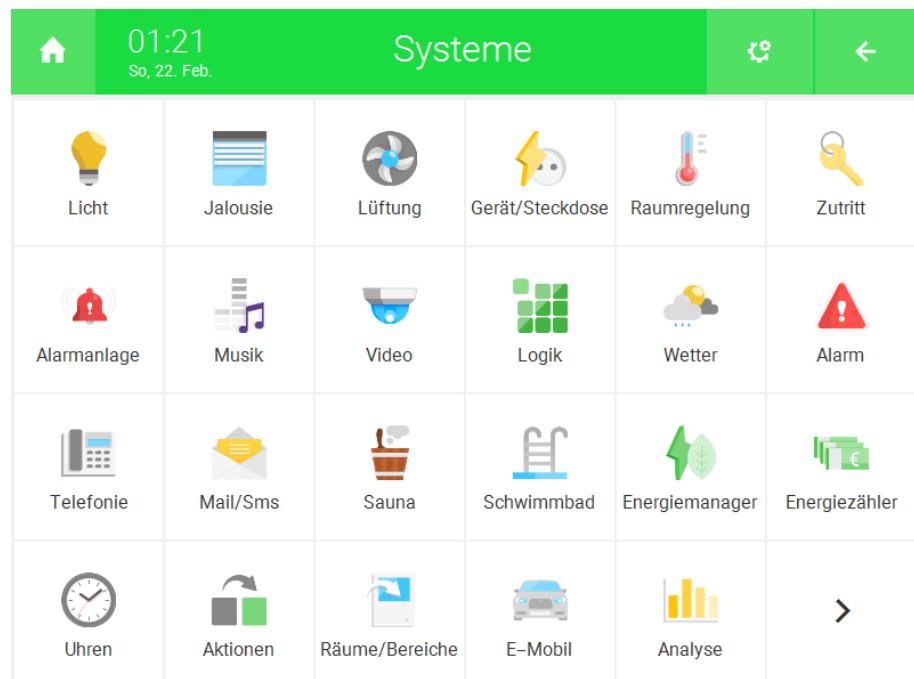 01:21
So, 22. Feb.
Systeme
Licht
Jalousie
Lüftung
Gerät/Steckdose
Raumregelung
Zutritt
Alarmanlage
Musik
Video
Logik
Wetter
Alarm
Telefonie
Mail/Sms
Sauna
Schwimmbad
Energiemanager
€
Energiezähler
Uhren
Aktionen
Räume/Bereiche
E-Mobil
Analyse